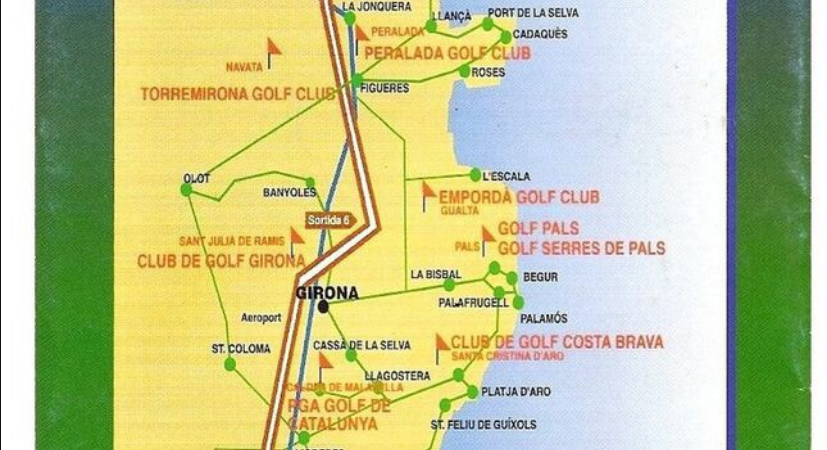 LA JONQUERA
LLANÇÀ
PORT DE LA SELVA
PERALADA
CADAQUÈS
PERALADA GOLF CLUB
NAVATA
ROSES
TORREMIRONA GOLF CLUB
FIGUERES
OLOT
L'ESCALA
BANYOLES
EMPORDÀ GOLF CLUB
GUALTA
Sortida 6
GOLF PALS
SANT JULIA DE RAMIS
PALS
GOLF SERRES DE PALS
CLUB DE GOLF GIRONA
LA BISBAL
BEGUR
GIRONA
PALAFRUGELL
Aeroport
PALAMÓS
CASSA DE LA SELVA
CLUB DE GOLF COSTA BRAVA
ST. COLOMA
SANTA CRISTINA D'ARO
LLAGOSTERA
CALDES DE MALAVELLA
PLATJA D'ARO
PGA GOLF DE
CATALUNYA
ST. FELIU DE GUÍXOLS